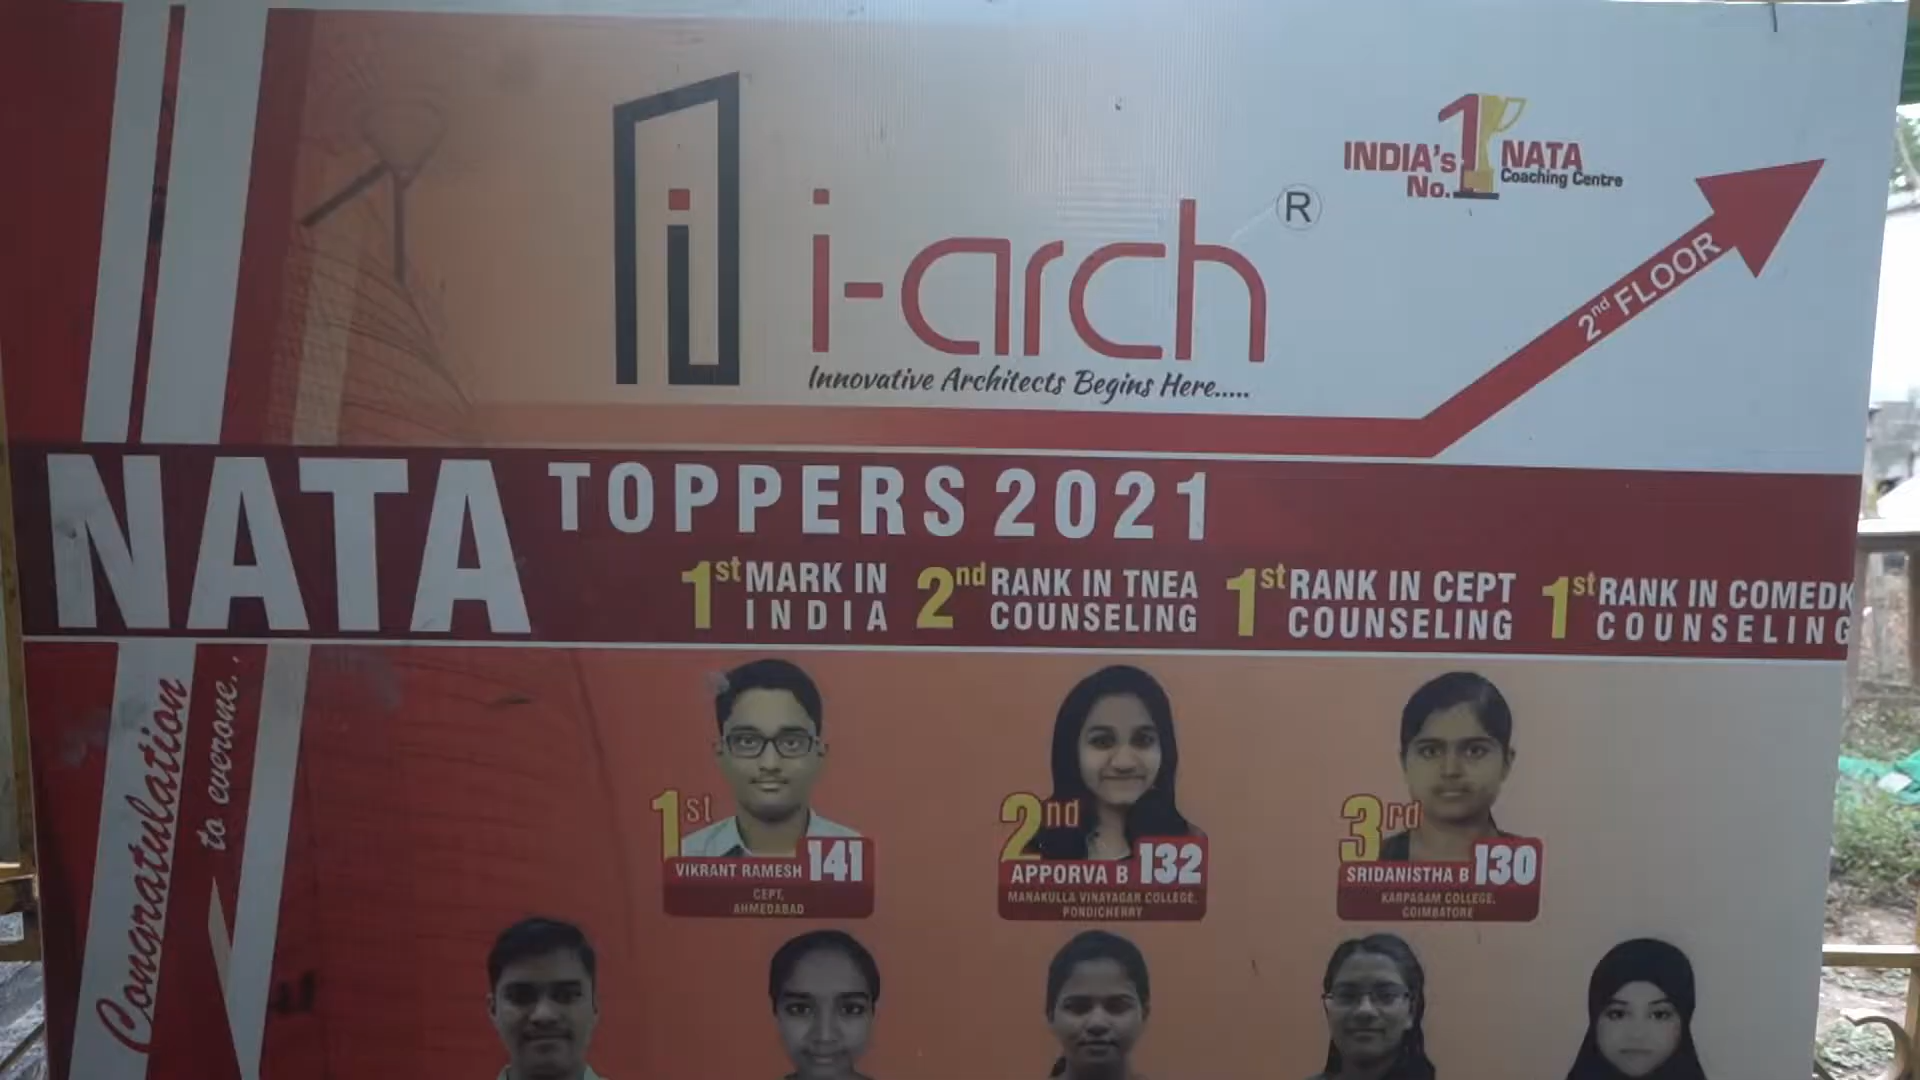 i-arch ®
Innovative Architects Begins Here.....
INDIA's No. 1 NATA
Coaching Centre
2nd FLOOR
NATA TOPPERS 2021
1st MARK IN INDIA
2nd RANK IN TNEA COUNSELING
1st RANK IN CEPT COUNSELING
1st RANK IN COMEDK COUNSELING
Congratulation
to everone..
1st
VIKRANT RAMESH 141
CEPT,
AHMEDABAD
2nd
APPORVA B 132
MANAKULLA VINAYAGAR COLLEGE,
PONDICHERRY
3rd
SRIDANISTHA B 130
KARPAGAM COLLEGE,
COIMBATORE